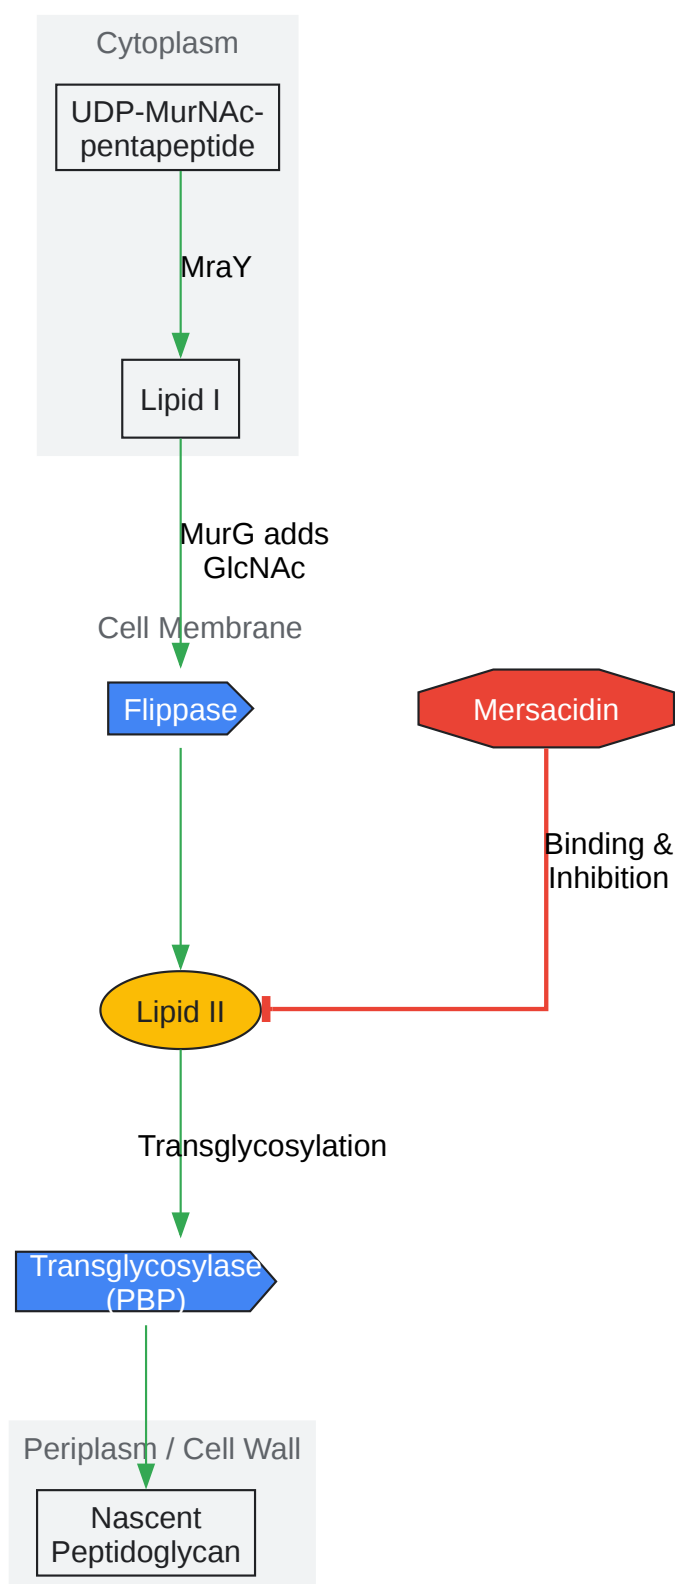 Cytoplasm
UDP-MurNAc-
pentapeptide
MraY
Lipid I
MurG adds
GlcNAc
Cell Membrane
Flippase
Mersacidin
Binding &
Inhibition
Lipid II
Transglycosylation
Transglycosylase
(PBP)
Periplasm / Cell Wall
Nascent
Peptidoglycan